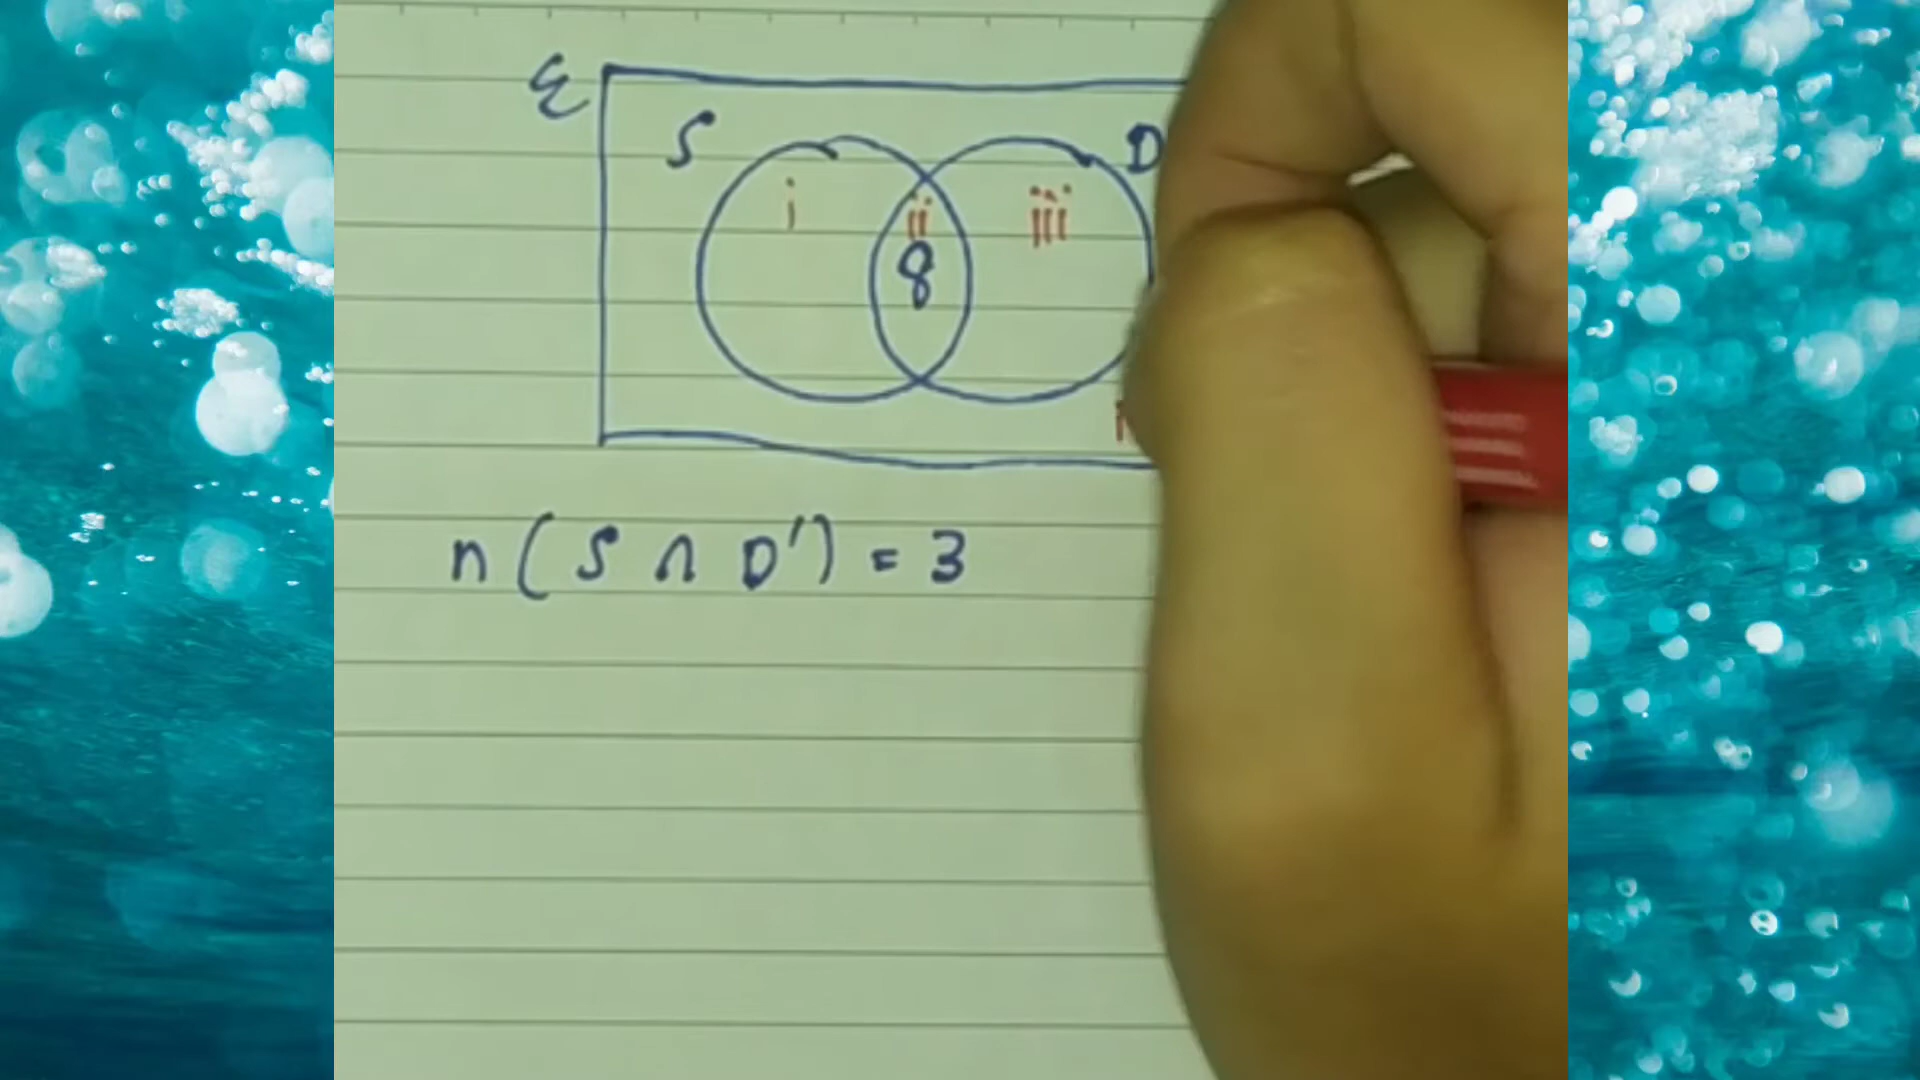 ξ
S D
i ii iii
8
n ( S ∩ D' ) = 3